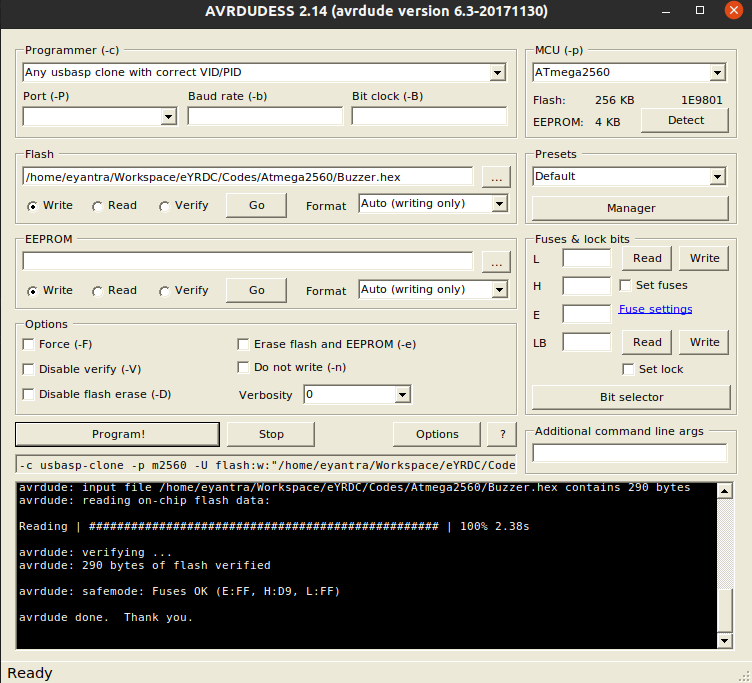 AVRDUDESS 2.14 (avrdude version 6.3-20171130)
Programmer (-c)
Any usbasp clone with correct VID/PID
Port (-P)
Baud rate (-b)
Bit clock (-B)
MCU (-p)
ATmega2560
Flash: 256 KB 1E9801
EEPROM: 4 KB Detect
Flash
/home/eyantra/Workspace/eYRDC/Codes/Atmega2560/Buzzer.hex ...
Write Read Verify Go Format Auto (writing only)
Presets
Default
Manager
EEPROM
...
Write Read Verify Go Format Auto (writing only)
Fuses & lock bits
L Read Write
H Set fuses
E Fuse settings
LB Read Write
Set lock
Bit selector
Options
Force (-F) Erase flash and EEPROM (-e)
Disable verify (-V) Do not write (-n)
Disable flash erase (-D) Verbosity 0
Program! Stop Options ?
Additional command line args
-c usbasp-clone -p m2560 -U flash:w:"/home/eyantra/Workspace/eYRDC/Code
avrdude: input file /home/eyantra/Workspace/eYRDC/Codes/Atmega2560/Buzzer.hex contains 290 bytes
avrdude: reading on-chip flash data:
Reading | ################################################## | 100% 2.38s
avrdude: verifying ...
avrdude: 290 bytes of flash verified
avrdude: safemode: Fuses OK (E:FF, H:D9, L:FF)
avrdude done.  Thank you.
Ready